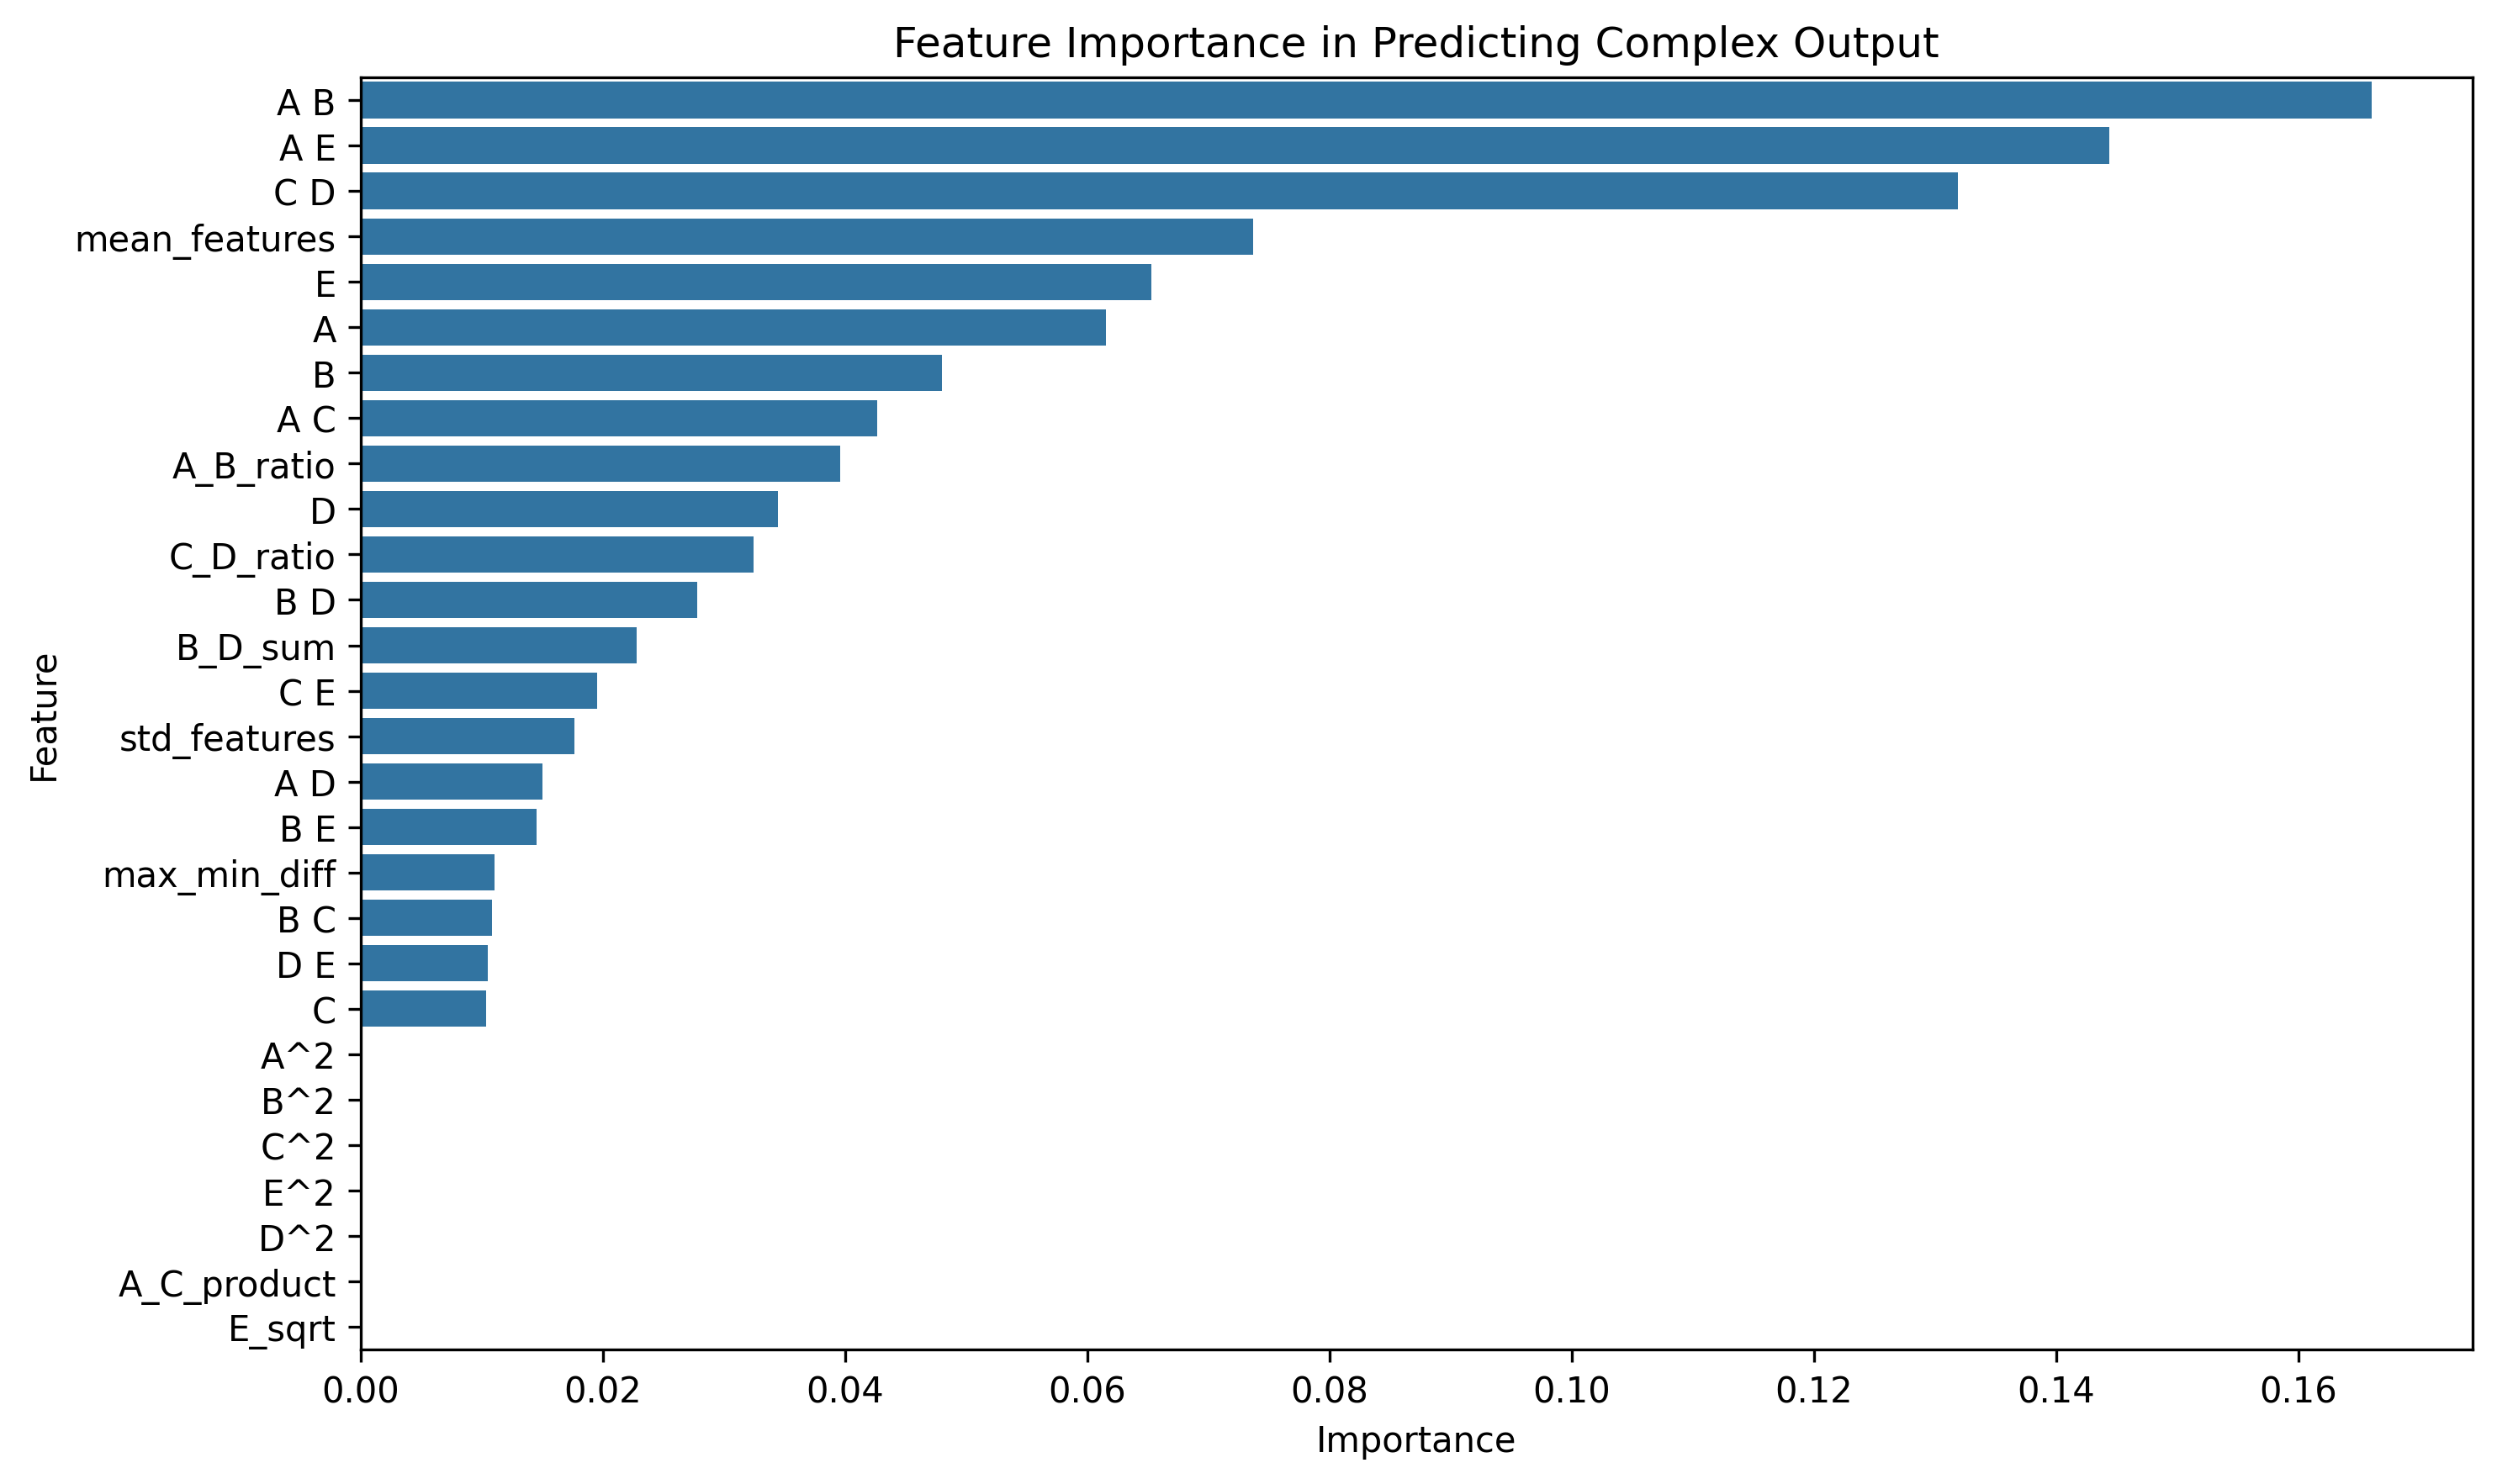 Feature Importance in Predicting Complex Output
A B
A E
C D
mean_features
E
A
B
A C
A_B_ratio
D
C_D_ratio
B D
B_D_sum
C E
std_features
A D
B E
max_min_diff
B C
D E
C
A^2
B^2
C^2
E^2
D^2
A_C_product
E_sqrt
Feature
0.00 0.02 0.04 0.06 0.08 0.10 0.12 0.14 0.16
Importance